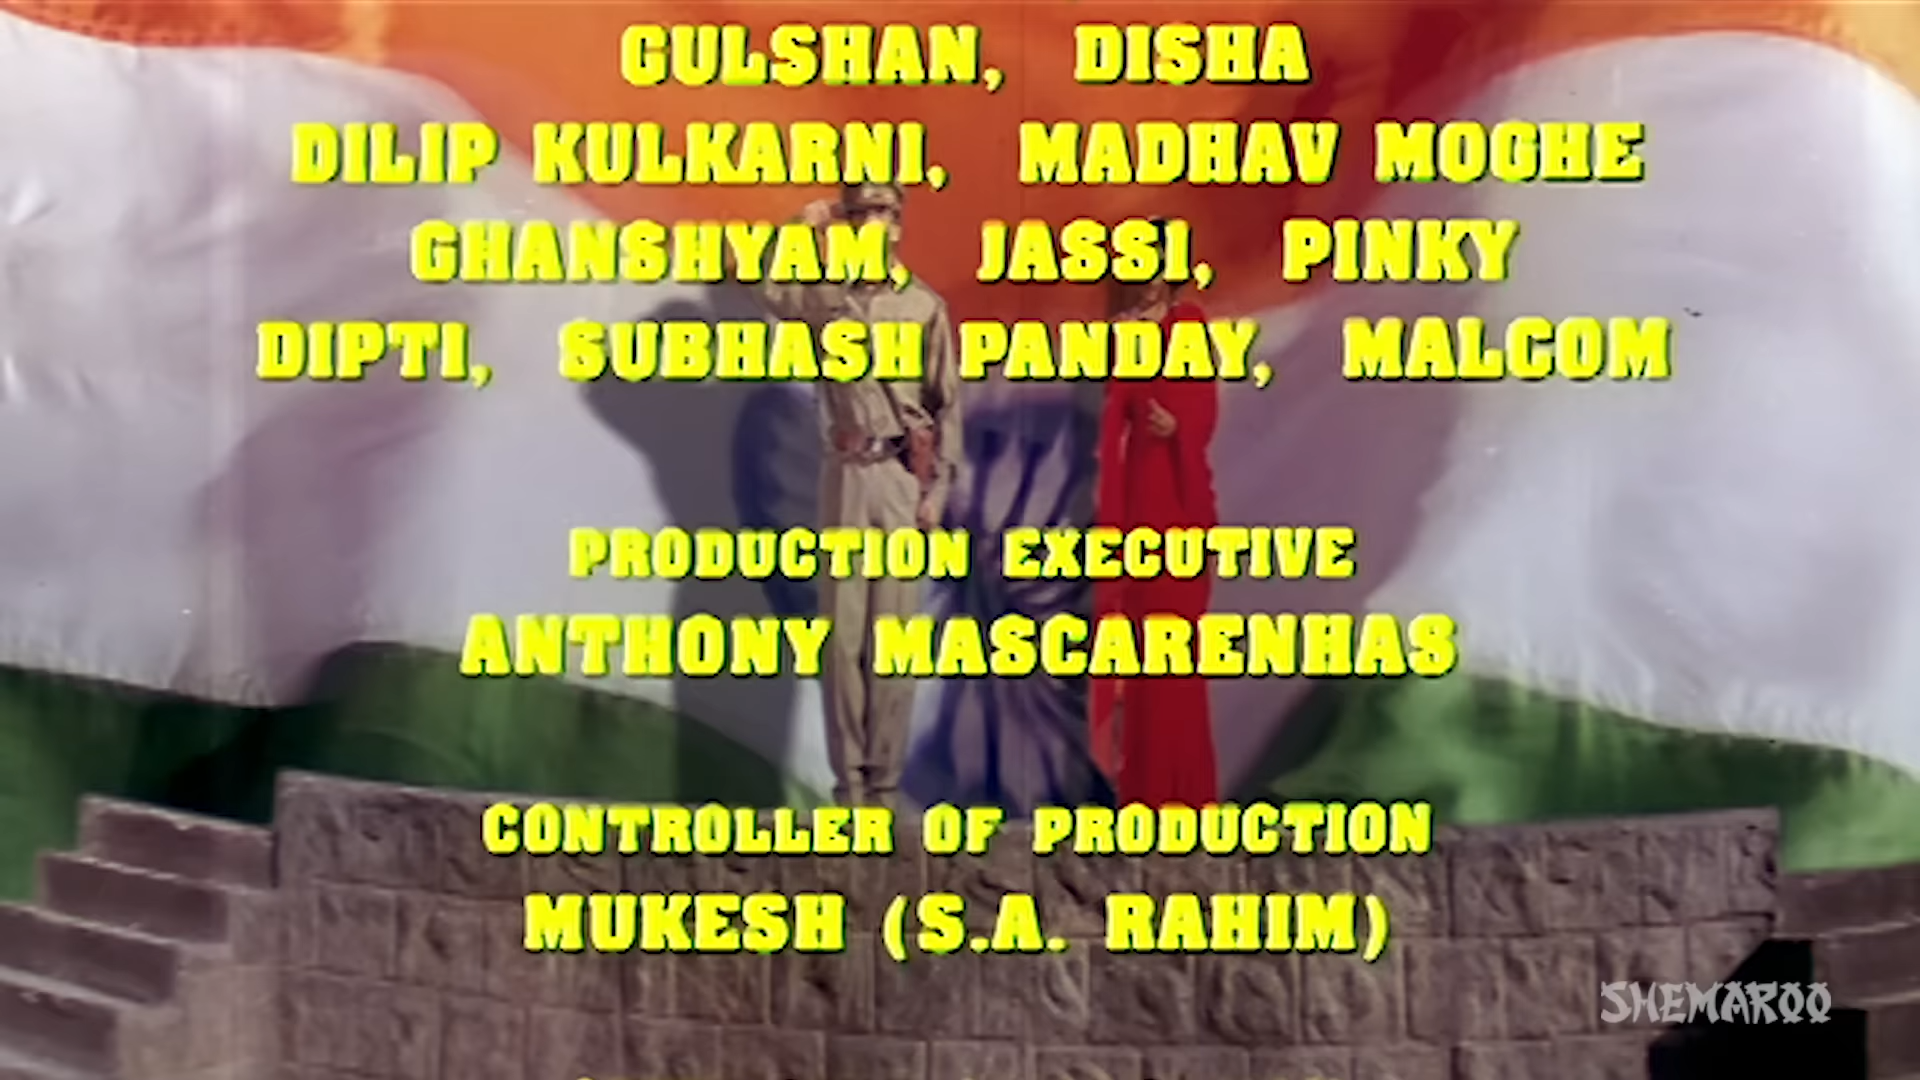 GULSHAN, DISHA
DILIP KULKARNI, MADHAV MOGHE
GHANSHYAM, JASSI, PINKY
DIPTI, SUBHASH PANDAY, MALCOM
PRODUCTION EXECUTIVE
ANTHONY MASCARENHAS
CONTROLLER OF PRODUCTION
MUKESH (S.A. RAHIM)
SHEMAROO